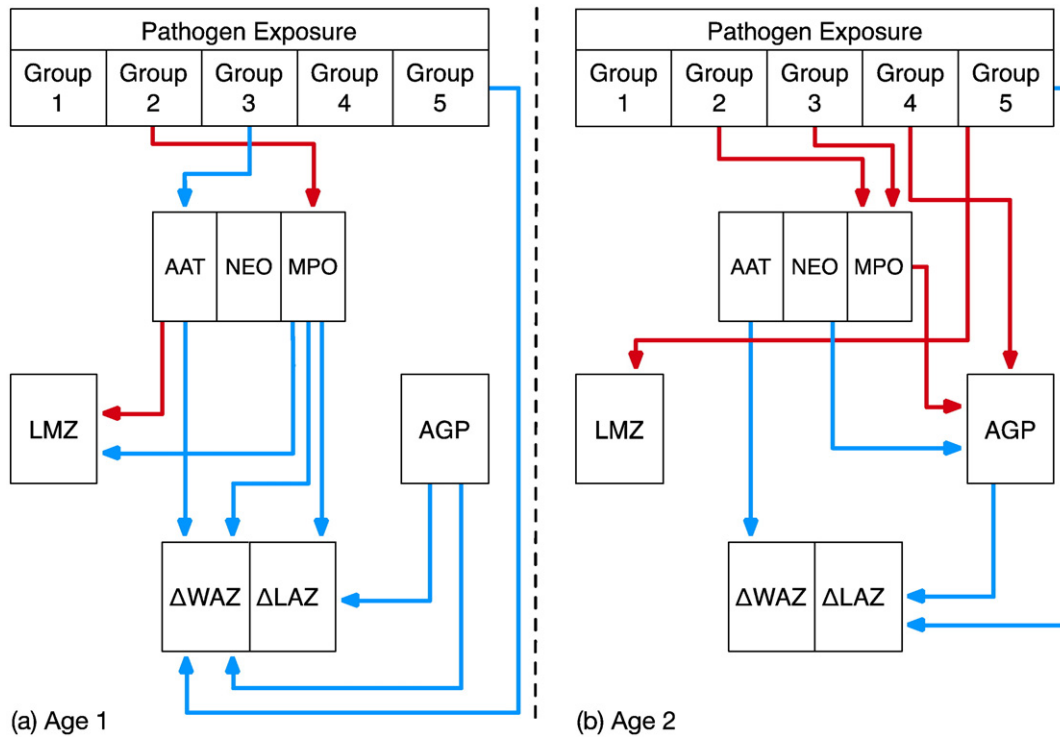 Pathogen Exposure
Group 1
Group 2
Group 3
Group 4
Group 5
AAT
NEO
MPO
LMZ
AGP
ΔWAZ
ΔLAZ
(a) Age 1
Pathogen Exposure
Group 1
Group 2
Group 3
Group 4
Group 5
AAT
NEO
MPO
LMZ
AGP
ΔWAZ
ΔLAZ
(b) Age 2